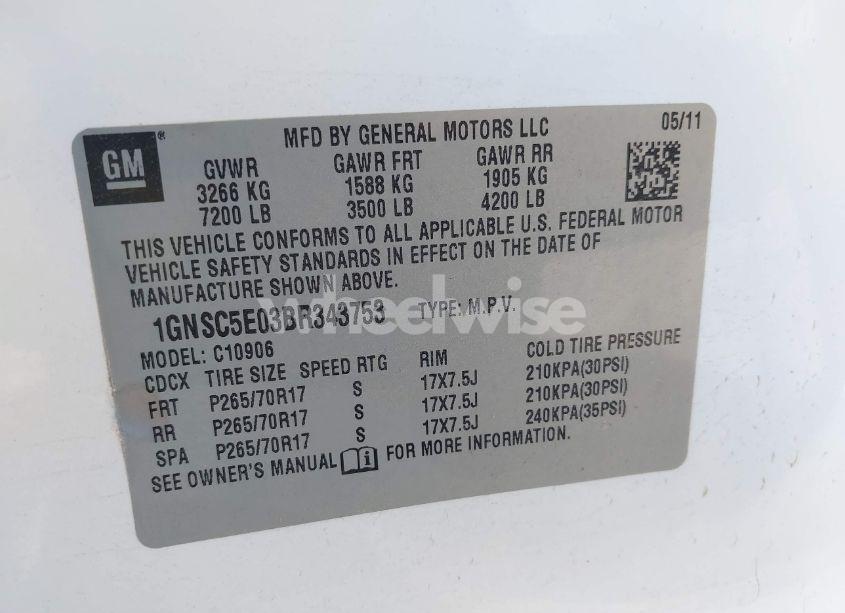 GM
MFD BY GENERAL MOTORS LLC 05/11
GVWR GAWR FRT GAWR RR
3266 KG 1588 KG 1905 KG
7200 LB 3500 LB 4200 LB
THIS VEHICLE CONFORMS TO ALL APPLICABLE U.S. FEDERAL MOTOR
VEHICLE SAFETY STANDARDS IN EFFECT ON THE DATE OF
MANUFACTURE SHOWN ABOVE.
wheelwise
1GNSC5E03BR343753 TYPE: M.P.V.
MODEL: C10906
CDCX TIRE SIZE SPEED RTG RIM COLD TIRE PRESSURE
FRT P265/70R17 S 17X7.5J 210KPA(30PSI)
RR P265/70R17 S 17X7.5J 210KPA(30PSI)
SPA P265/70R17 S 17X7.5J 240KPA(35PSI)
SEE OWNER'S MANUAL i FOR MORE INFORMATION.